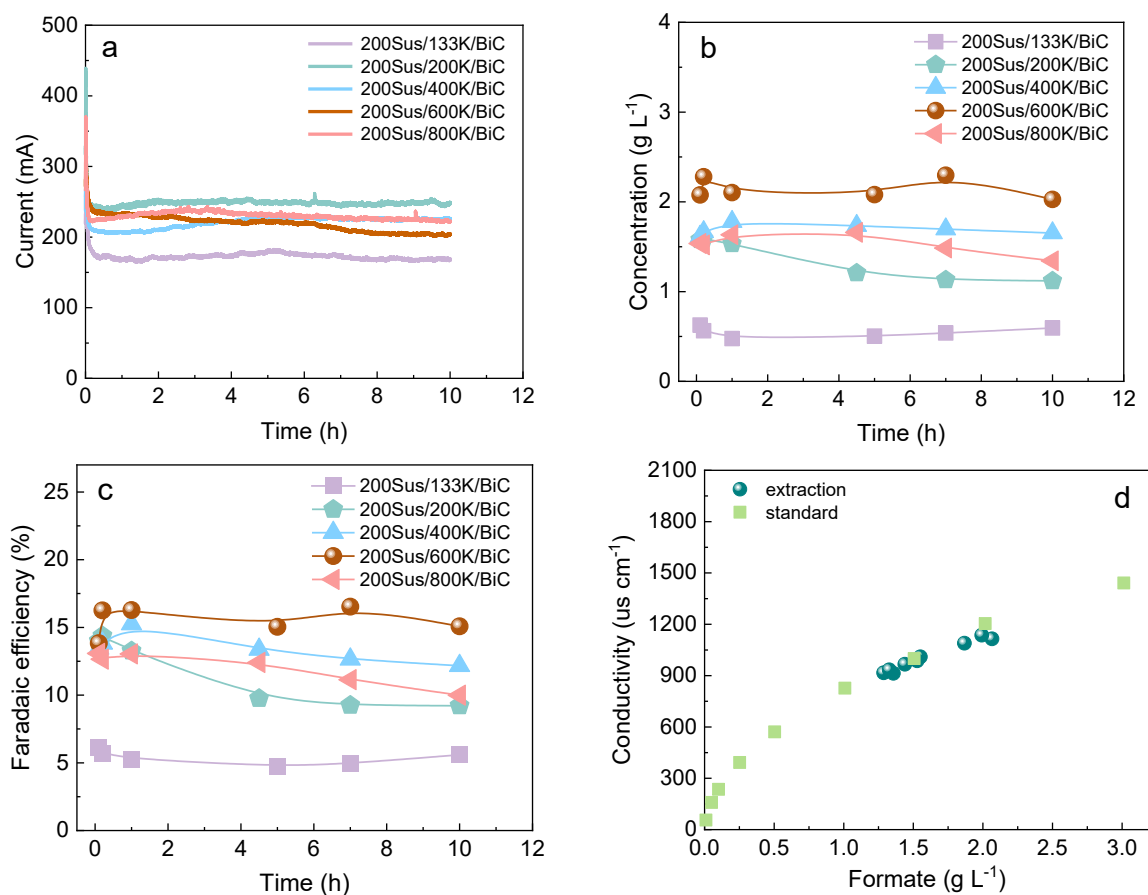 a
500
400
300
200
100
0
Current (mA)
0 2 4 6 8 10 12
Time (h)
200Sus/133K/BiC
200Sus/200K/BiC
200Sus/400K/BiC
200Sus/600K/BiC
200Sus/800K/BiC
b
4
3
2
1
0
Concentration (g L⁻¹)
0 2 4 6 8 10 12
Time (h)
200Sus/133K/BiC
200Sus/200K/BiC
200Sus/400K/BiC
200Sus/600K/BiC
200Sus/800K/BiC
c
25
20
15
10
5
0
Faradaic efficiency (%)
0 2 4 6 8 10 12
Time (h)
200Sus/133K/BiC
200Sus/200K/BiC
200Sus/400K/BiC
200Sus/600K/BiC
200Sus/800K/BiC
d
2100
1800
1500
1200
900
600
300
0
Conductivity (us cm⁻¹)
0.0 0.5 1.0 1.5 2.0 2.5 3.0
Formate (g L⁻¹)
extraction
standard